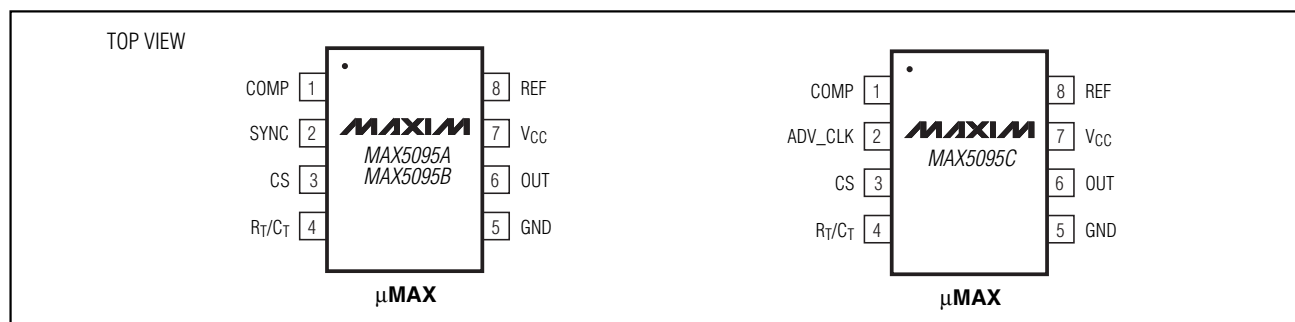 TOP VIEW
COMP 1
SYNC 2
CS 3
RT/CT 4
MAXIM
MAX5095A
MAX5095B
8 REF
7 VCC
6 OUT
5 GND
µMAX
COMP 1
ADV_CLK 2
CS 3
RT/CT 4
MAXIM
MAX5095C
8 REF
7 VCC
6 OUT
5 GND
µMAX